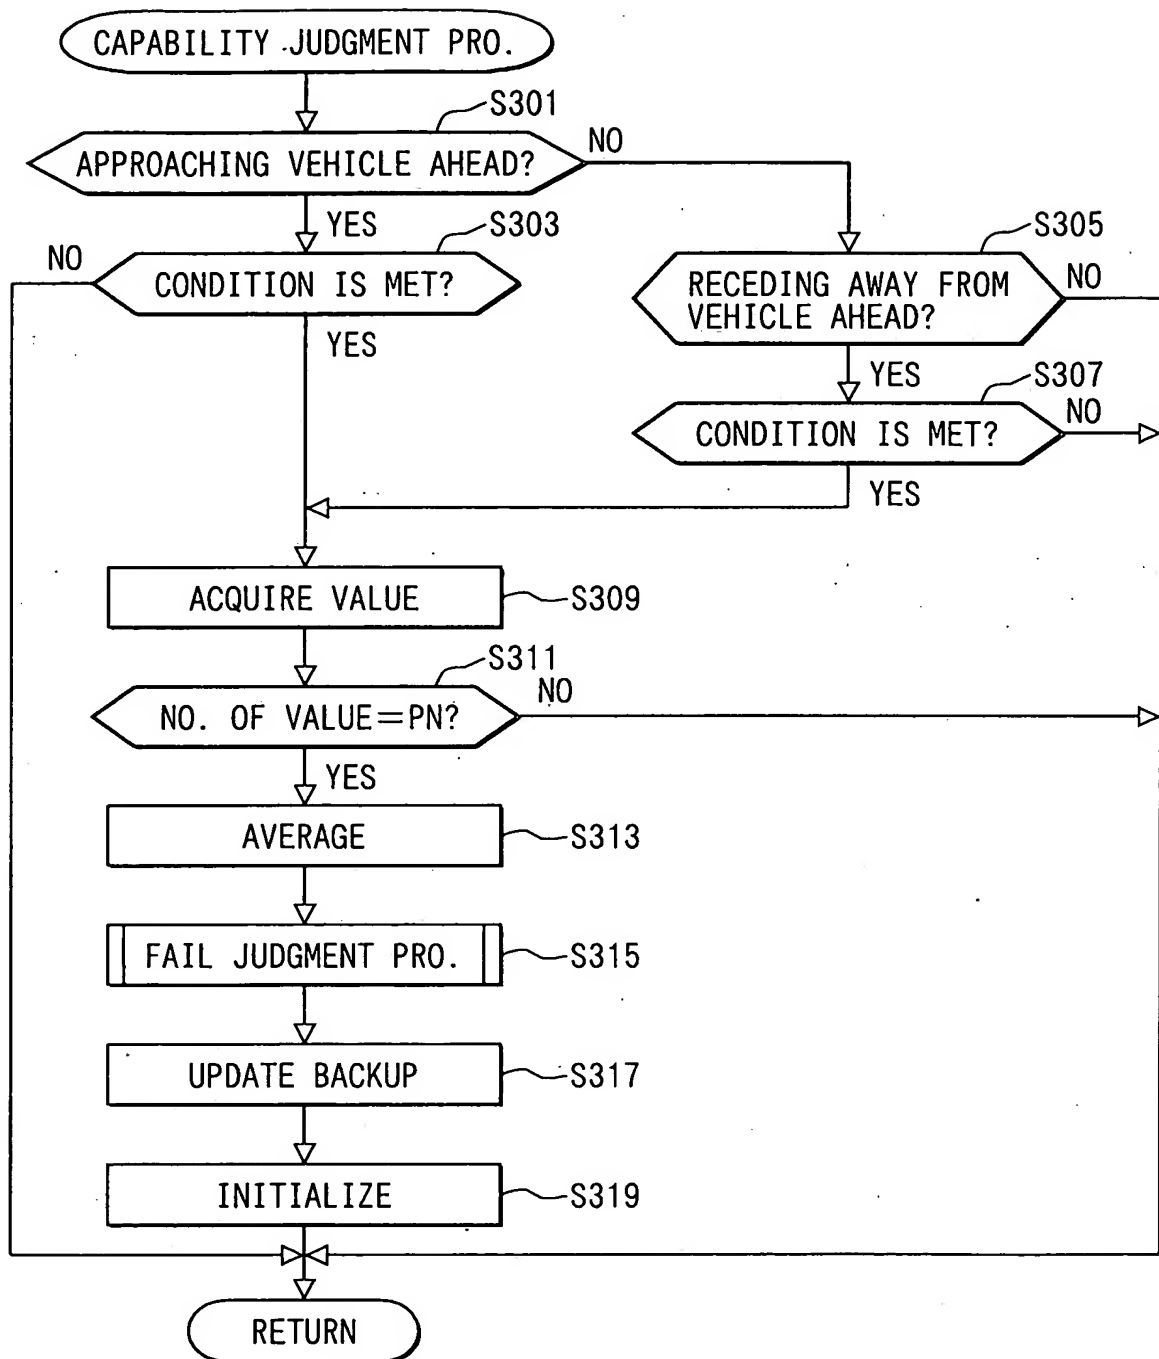 CAPABILITY JUDGMENT PRO.
S301
APPROACHING VEHICLE AHEAD?
NO
YES
S303
NO
CONDITION IS MET?
YES
S305
RECEDING AWAY FROM
VEHICLE AHEAD?
NO
YES
S307
CONDITION IS MET?
NO
YES
ACQUIRE VALUE
S309
S311
NO. OF VALUE=PN?
NO
YES
AVERAGE
S313
FAIL JUDGMENT PRO.
S315
UPDATE BACKUP
S317
INITIALIZE
S319
RETURN